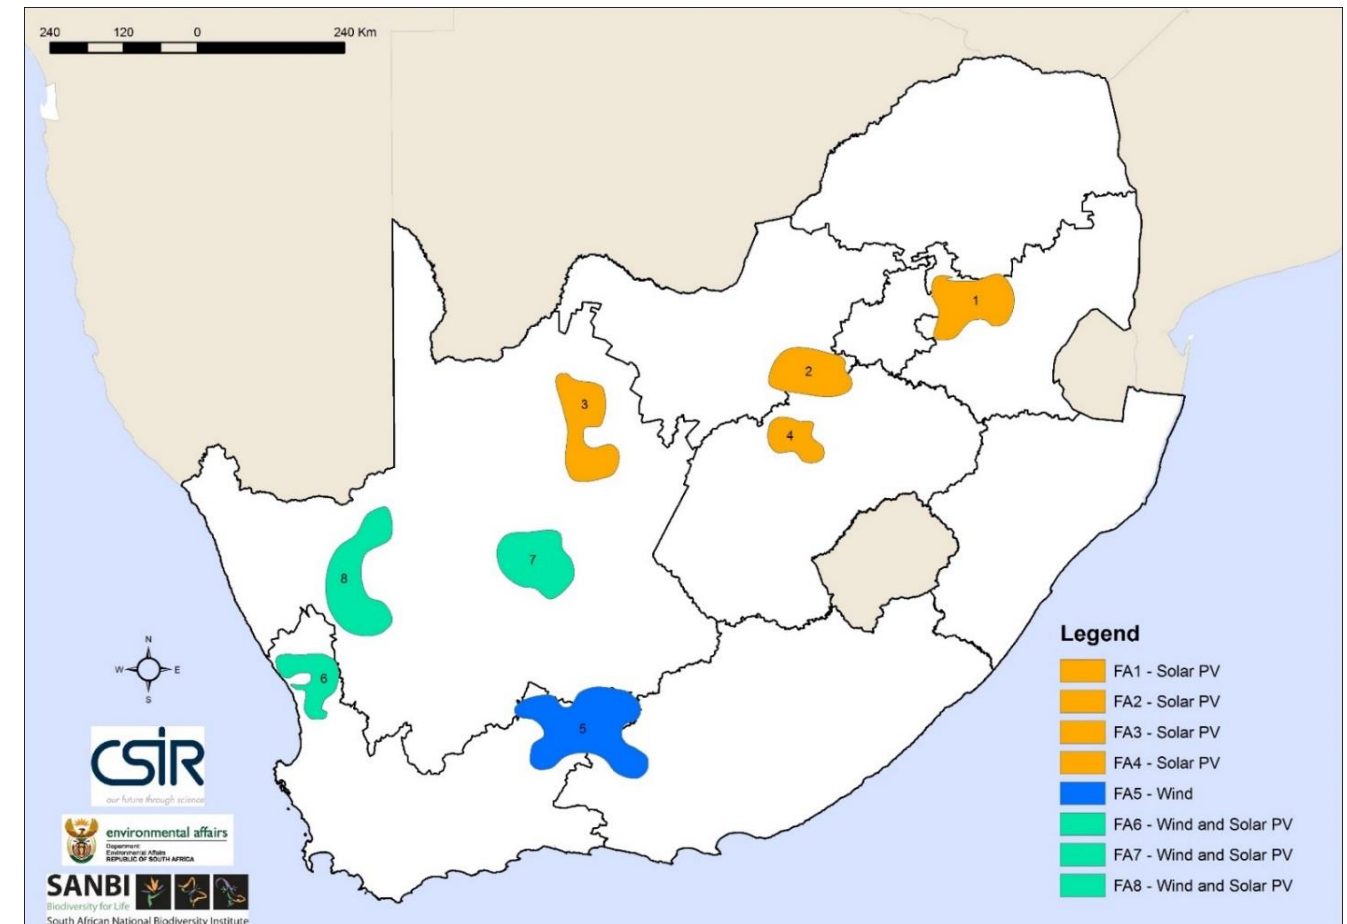 240 120 0 240 Km
1
2
3
4
7
8
6
5
N
W E
S
CSIR
our future through science
environmental affairs
Department:
Environmental Affairs
REPUBLIC OF SOUTH AFRICA
SANBI
Biodiversity for Life
South African National Biodiversity Institute
Legend
FA1 - Solar PV
FA2 - Solar PV
FA3 - Solar PV
FA4 - Solar PV
FA5 - Wind
FA6 - Wind and Solar PV
FA7 - Wind and Solar PV
FA8 - Wind and Solar PV